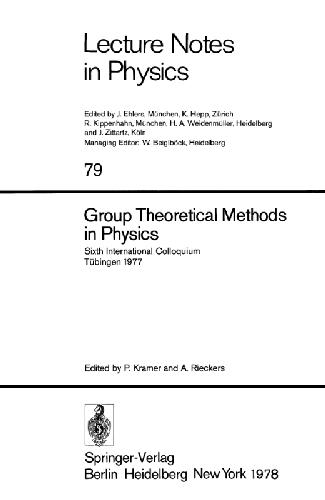 Lecture Notes
in Physics
Edited by J. Ehlers, München, K. Hepp, Zürich
R. Kippenhahn, München, H. A. Weidenmüller, Heidelberg
and J. Zittartz, Köln
Managing Editor: W. Beiglböck, Heidelberg
79
Group Theoretical Methods
in Physics
Sixth International Colloquium
Tübingen 1977
Edited by P. Kramer and A. Rieckers
Springer-Verlag
Berlin Heidelberg New York 1978